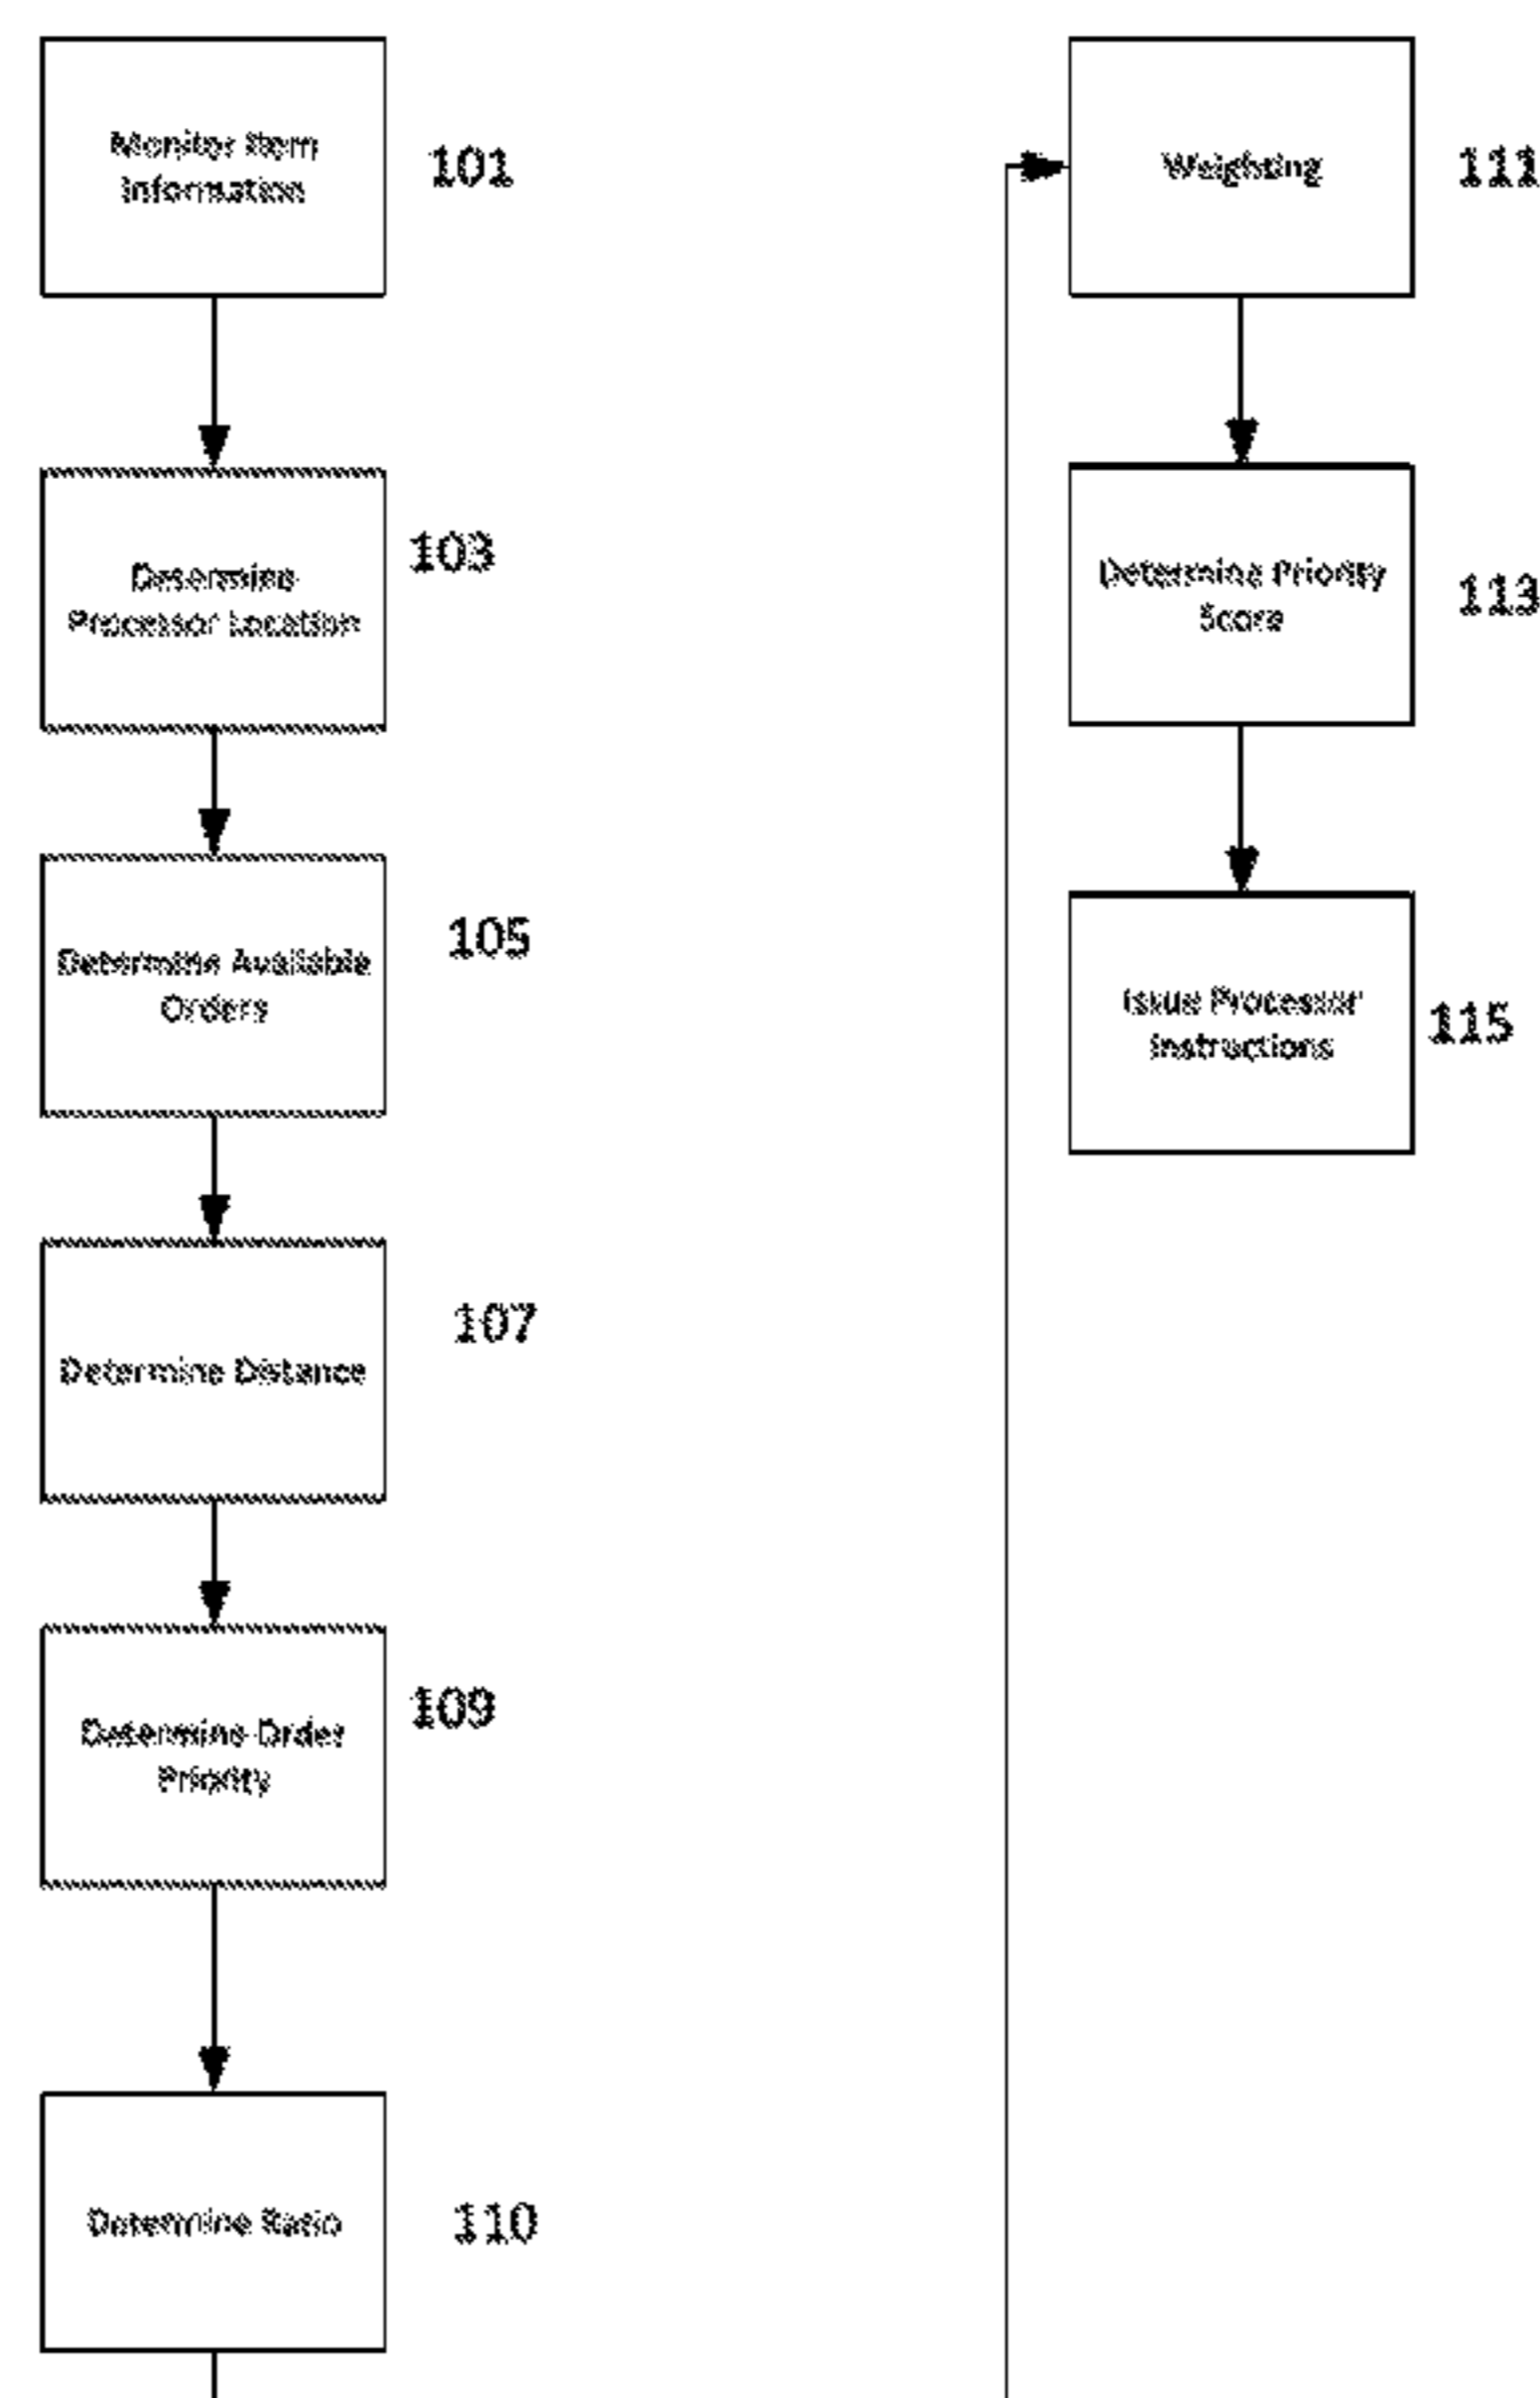 Monitor Item
Information
101
Determine
Processor Location
103
Determine Available
Orders
105
Determine Distance
107
Determine Order
Priority
109
Determine Ratio
110
Weighting
111
Determine Priority
Score
113
Issue Processor
Instructions
115